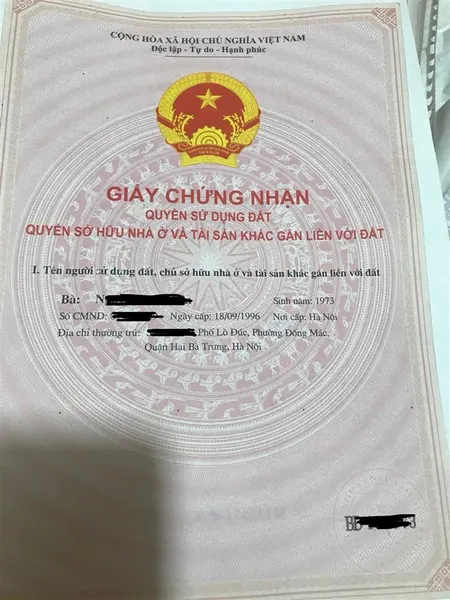 CỘNG HÒA XÃ HỘI CHỦ NGHĨA VIỆT NAM
Độc lập - Tự do - Hạnh phúc
GIẤY CHỨNG NHẬN
QUYỀN SỬ DỤNG ĐẤT
QUYỀN SỞ HỮU NHÀ Ở VÀ TÀI SẢN KHÁC GẮN LIỀN VỚI ĐẤT
I. Tên người sử dụng đất, chủ sở hữu nhà ở và tài sản khác gắn liền với đất
Bà: N Sinh năm: 1973
Số CMND: Ngày cấp: 18/09/1996 Nơi cấp: Hà Nội
Địa chỉ thường trú: Phố Lò Đúc, Phường Đồng Mác,
Quận Hai Bà Trưng, Hà Nội